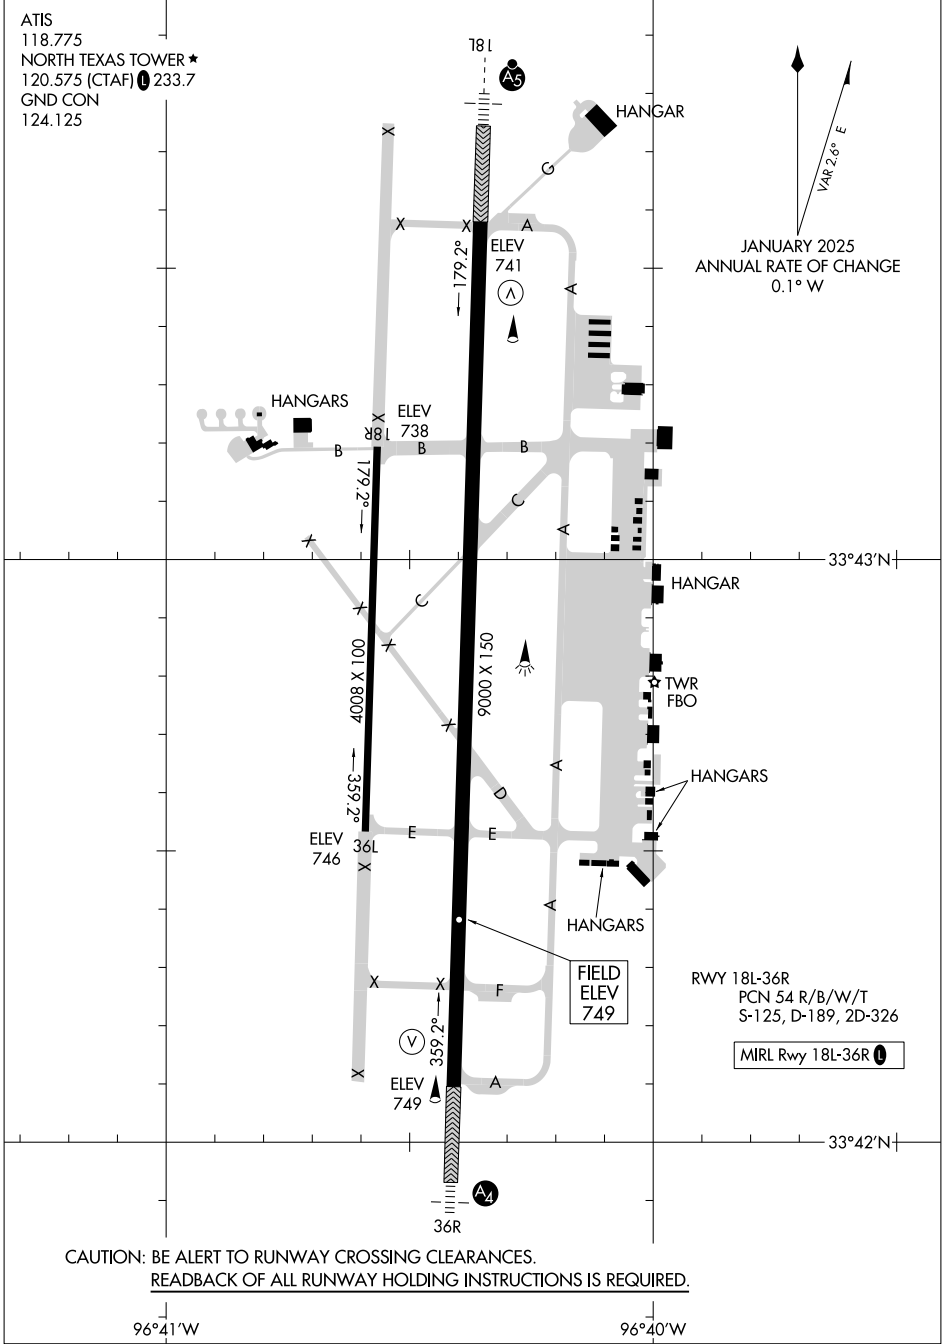 ATIS
118.775
NORTH TEXAS TOWER ★
120.575 (CTAF) L 233.7
GND CON
124.125
18L
A5
HANGAR
G
VAR 2.6° E
X
X
X
A
ELEV
741
179.2°
JANUARY 2025
ANNUAL RATE OF CHANGE
0.1° W
A
V
HANGARS
X
18R
ELEV
738
B
B
B
179.2°
C
A
X
33°43'N
HANGAR
X
C
X
4008 X 100
9000 X 150
TWR
FBO
X
A
HANGARS
359.2°
D
E
E
ELEV
746
36L
X
A
HANGARS
FIELD
ELEV
749
RWY 18L-36R
PCN 54 R/B/W/T
S-125, D-189, 2D-326
X
X
F
359.2°
V
MIRL Rwy 18L-36R L
X
ELEV
749
A
33°42'N
A4
36R
CAUTION: BE ALERT TO RUNWAY CROSSING CLEARANCES.
READBACK OF ALL RUNWAY HOLDING INSTRUCTIONS IS REQUIRED.
96°41'W
96°40'W